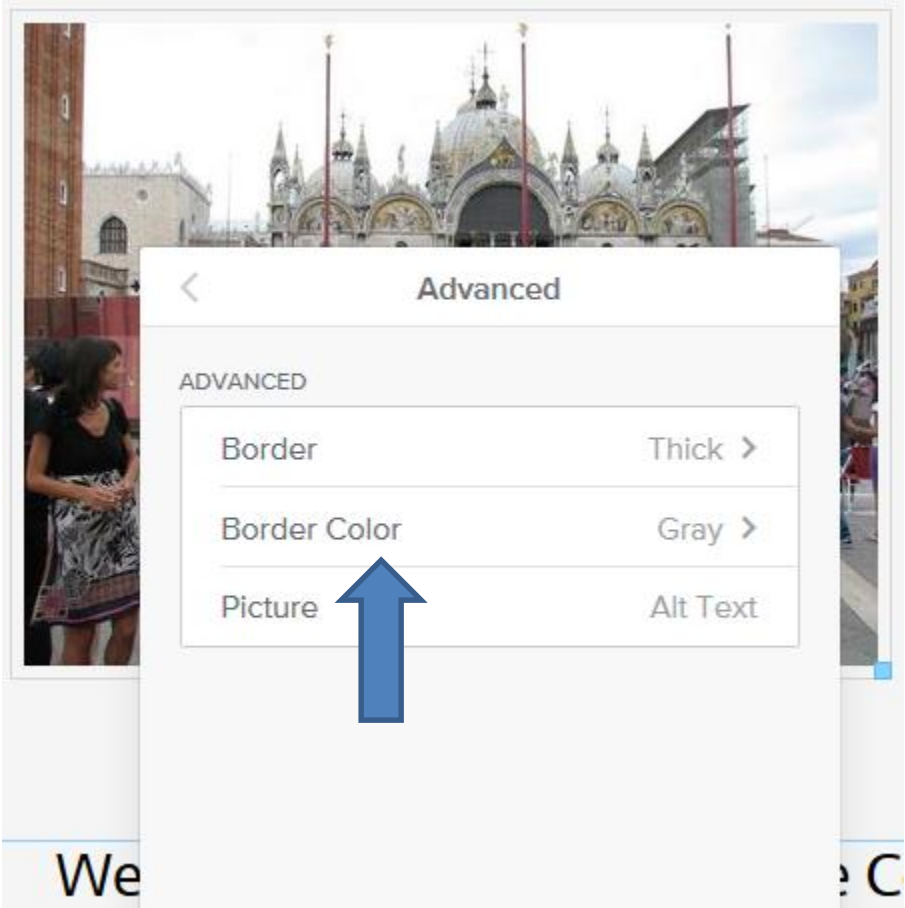 Advanced
ADVANCED
Border Thick >
Border Color Gray >
Picture Alt Text
We
C